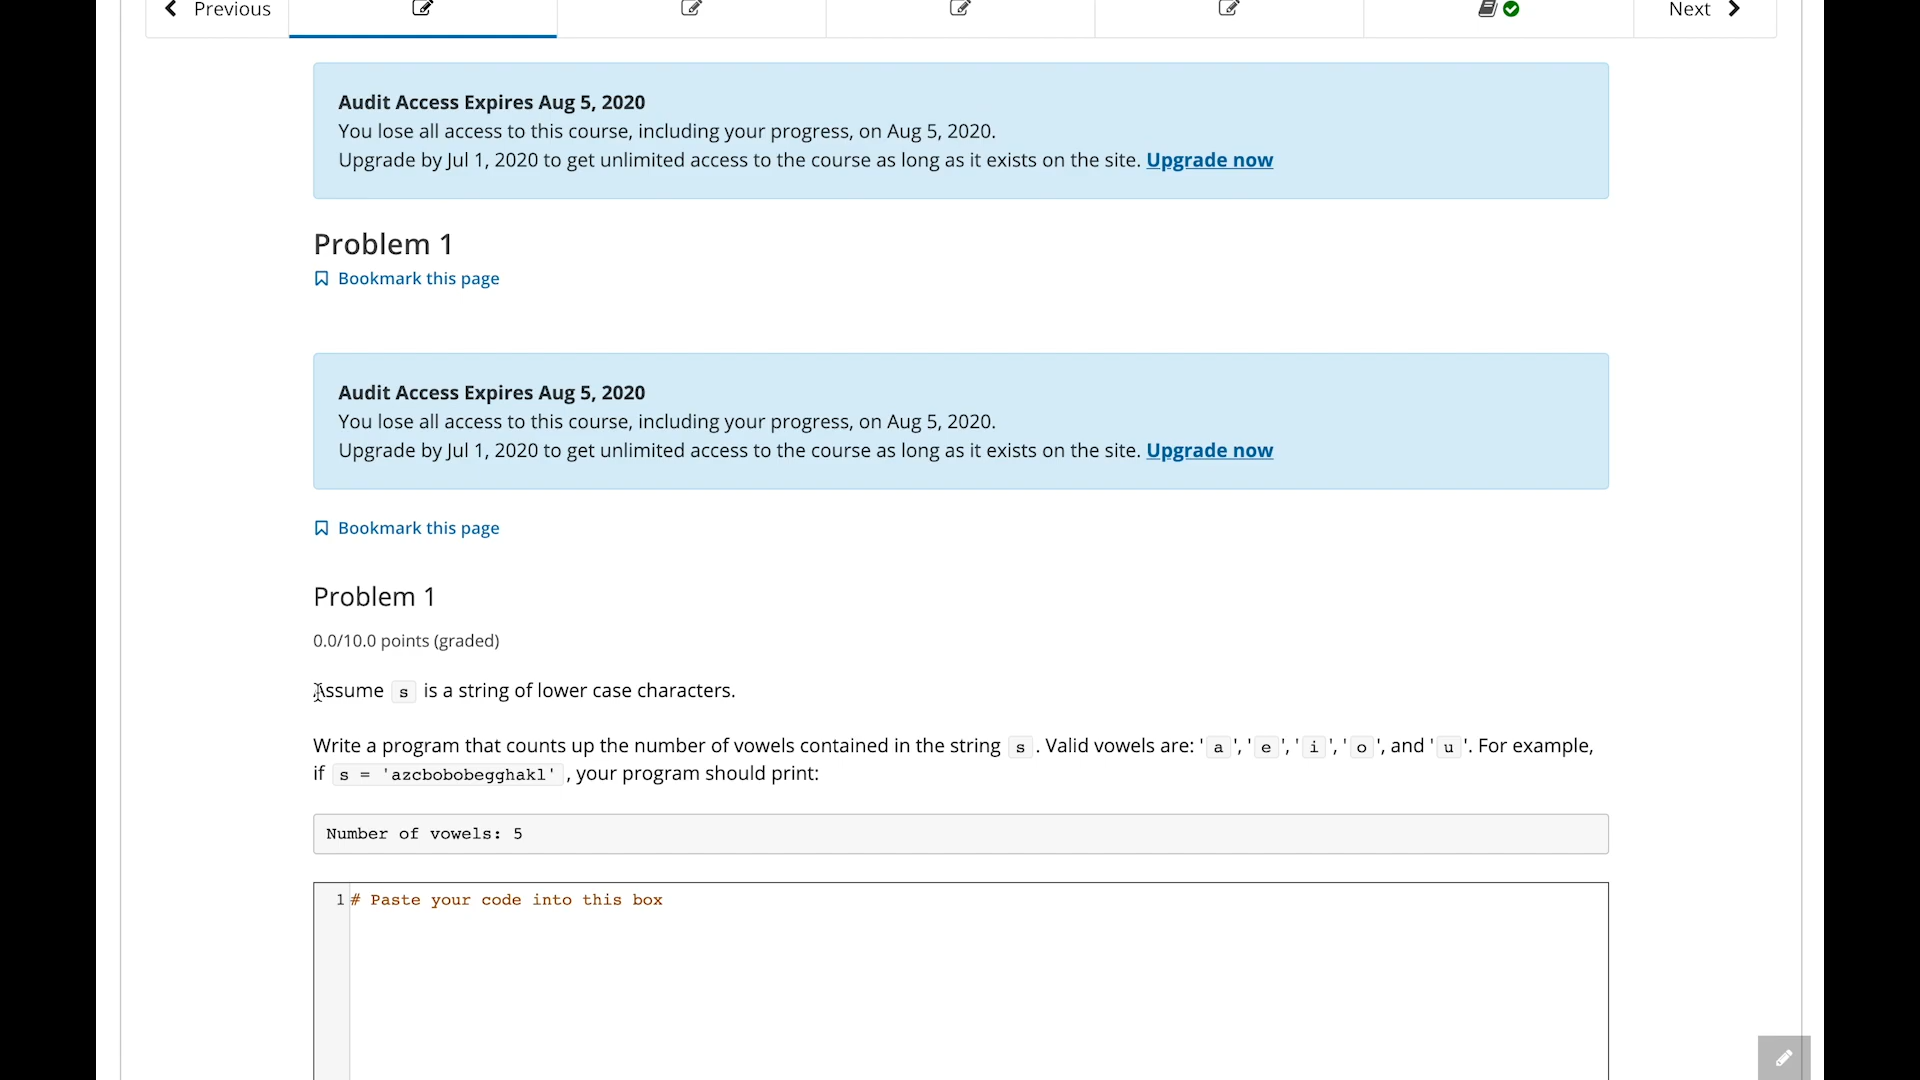 Previous
Next
Audit Access Expires Aug 5, 2020
You lose all access to this course, including your progress, on Aug 5, 2020.
Upgrade by Jul 1, 2020 to get unlimited access to the course as long as it exists on the site. Upgrade now
Problem 1
Bookmark this page
Audit Access Expires Aug 5, 2020
You lose all access to this course, including your progress, on Aug 5, 2020.
Upgrade by Jul 1, 2020 to get unlimited access to the course as long as it exists on the site. Upgrade now
Bookmark this page
Problem 1
0.0/10.0 points (graded)
Assume s is a string of lower case characters.
Write a program that counts up the number of vowels contained in the string s. Valid vowels are: 'a', 'e', 'i', 'o', and 'u'. For example,
if s = 'azcbobobegghakl', your program should print:
Number of vowels: 5
1 # Paste your code into this box